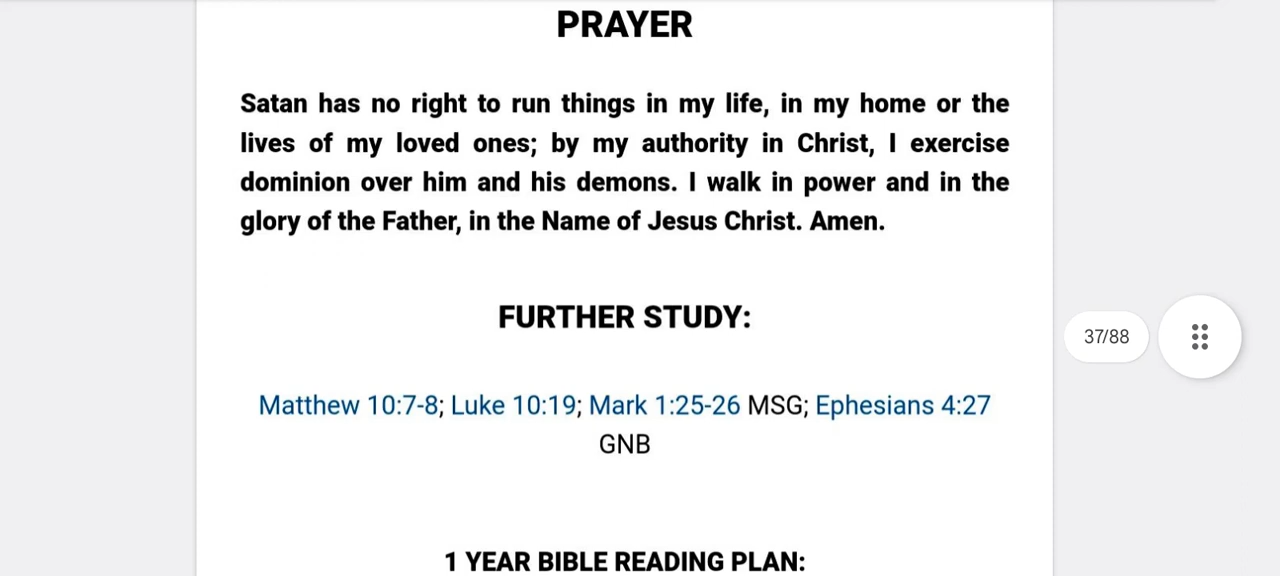 PRAYER
Satan has no right to run things in my life, in my home or the
lives of my loved ones; by my authority in Christ, I exercise
dominion over him and his demons. I walk in power and in the
glory of the Father, in the Name of Jesus Christ. Amen.
FURTHER STUDY:
37/88
Matthew 10:7-8; Luke 10:19; Mark 1:25-26 MSG; Ephesians 4:27
GNB
1 YEAR BIBLE READING PLAN: